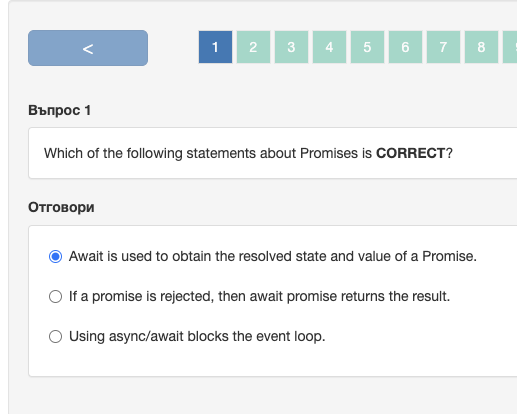 <
1 2 3 4 5 6 7 8
Въпрос 1
Which of the following statements about Promises is CORRECT?
Отговори
Await is used to obtain the resolved state and value of a Promise.
If a promise is rejected, then await promise returns the result.
Using async/await blocks the event loop.